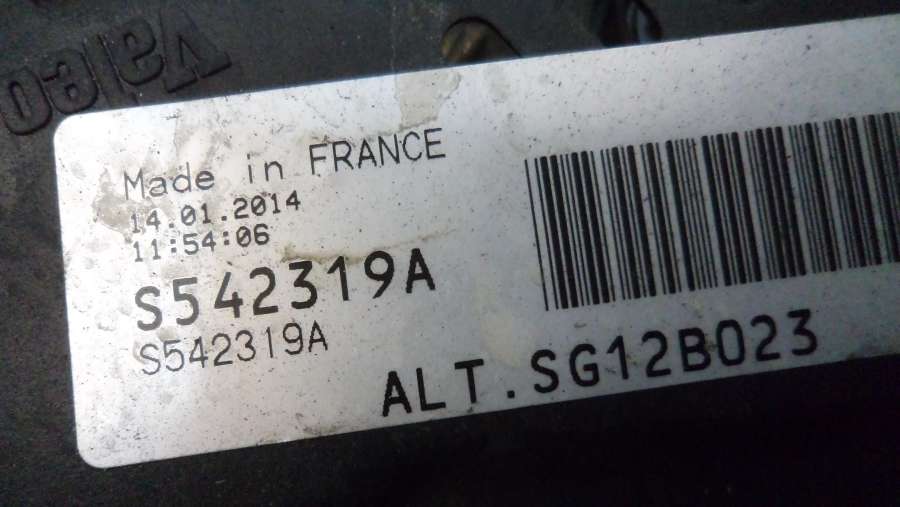 Valeo
Made in FRANCE
14.01.2014
11:54:06
S542319A
S542319A
ALT.SG12B023